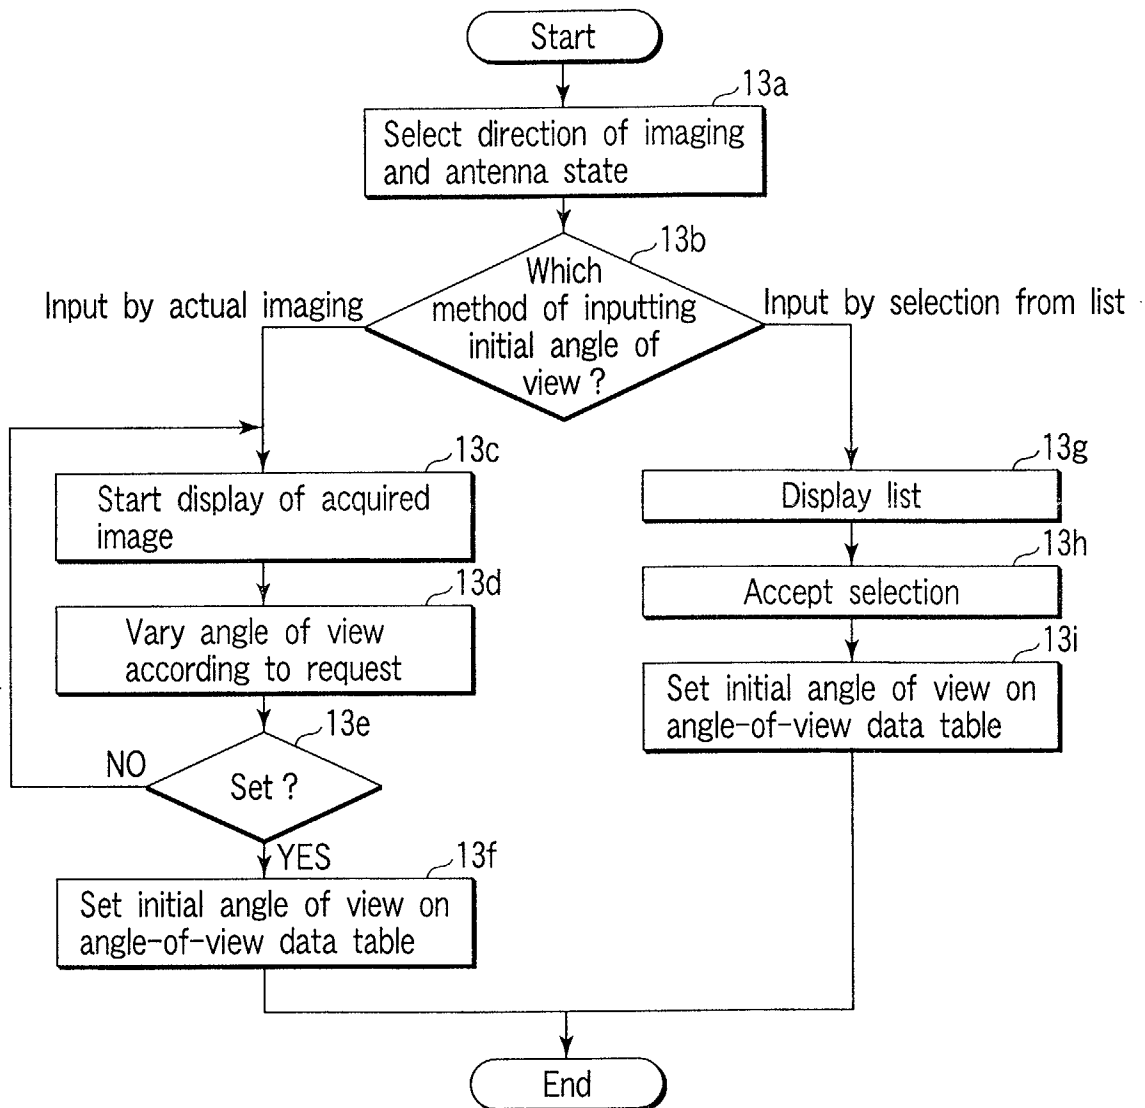 Start
13a
Select direction of imaging
and antenna state
13b
Which
method of inputting
initial angle of
view ?
Input by actual imaging
Input by selection from list
13c
Start display of acquired
image
13d
Vary angle of view
according to request
13e
Set ?
NO
YES
13f
Set initial angle of view on
angle-of-view data table
13g
Display list
13h
Accept selection
13i
Set initial angle of view on
angle-of-view data table
End